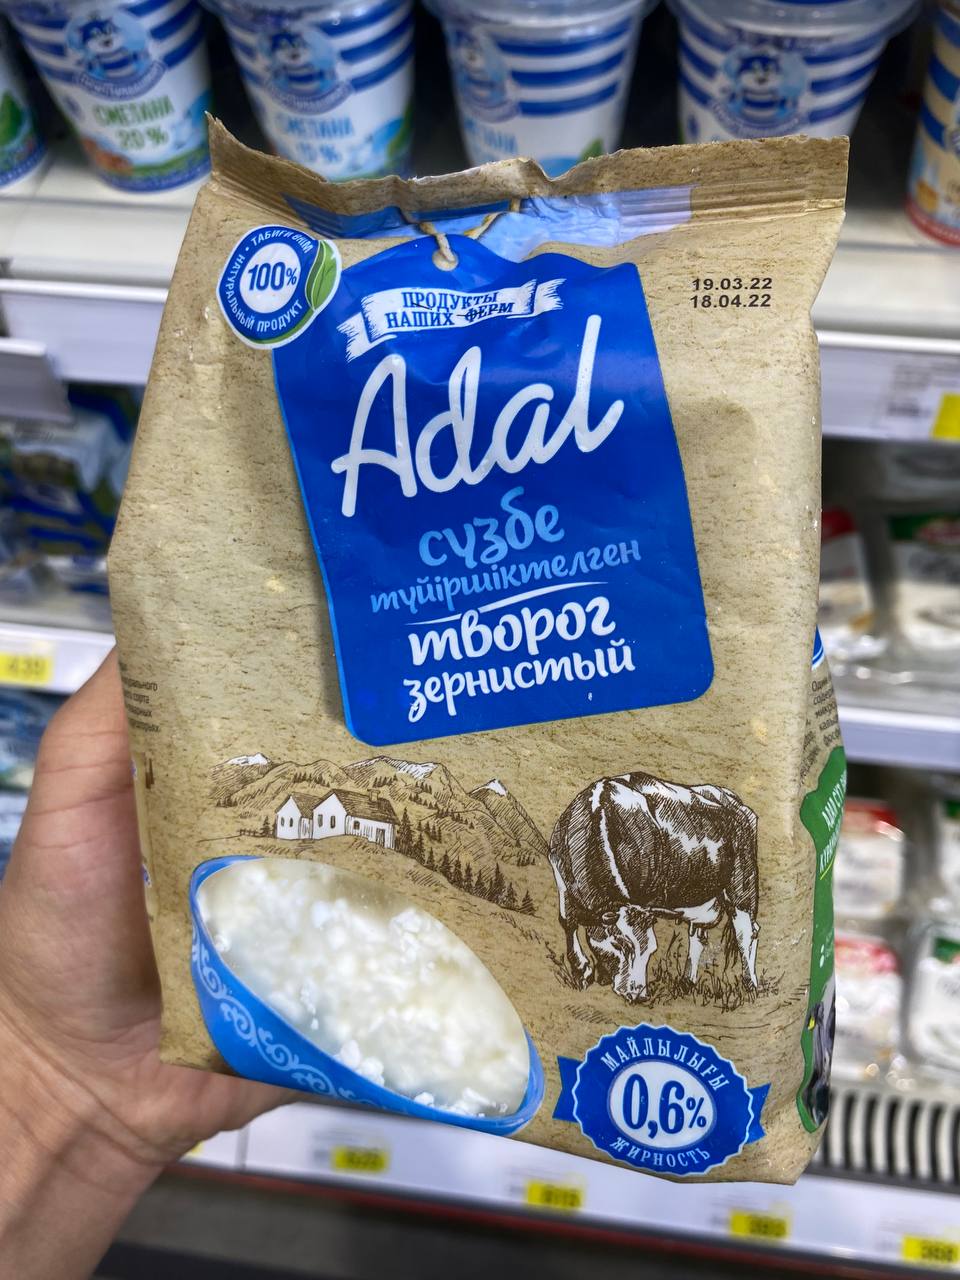 СМЕТАНА
20%
СМЕТАНА
СМЕТАНА
100%
ТАБИҒИ ӨНІМ
НАТУРАЛЬНЫЙ ПРОДУКТ
19.03.22
18.04.22
ПРОДУКТЫ
НАШИХ ФЕРМ
Adal
сүзбе
түйіршіктелген
творог
зернистый
МАЙЛЫЛЫҒЫ
0,6%
ЖИРНОСТЬ